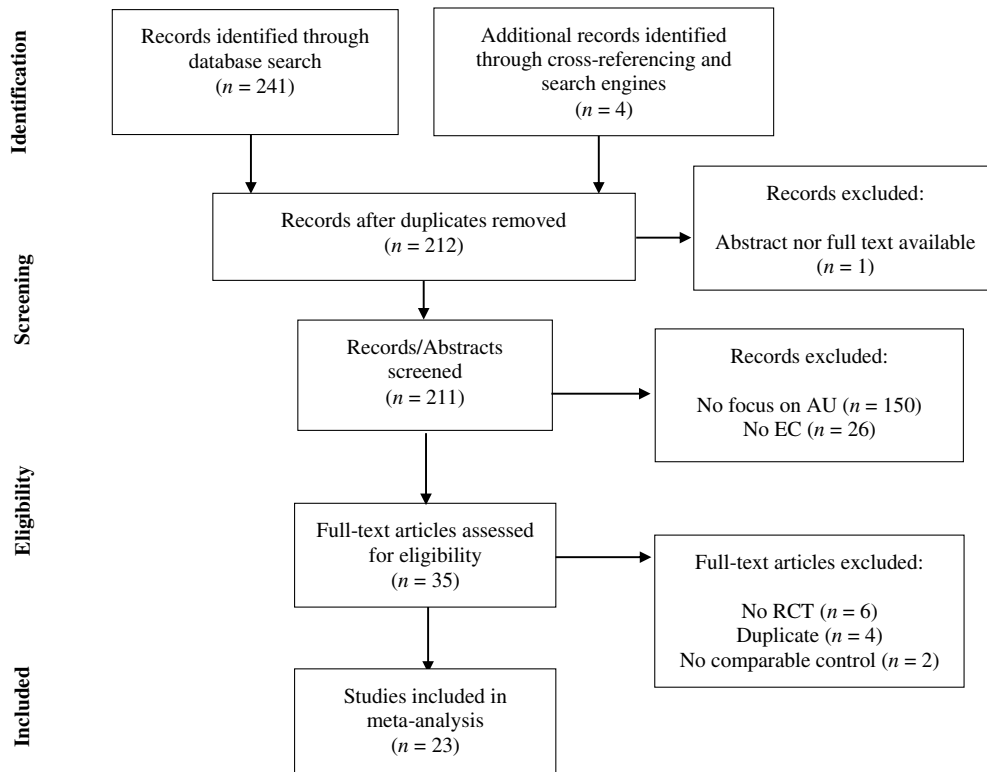 Identification
Records identified through
database search
(n = 241)
Additional records identified
through cross-referencing and
search engines
(n = 4)
Records after duplicates removed
(n = 212)
Records excluded:
Abstract nor full text available
(n = 1)
Screening
Records/Abstracts
screened
(n = 211)
Records excluded:
No focus on AU (n = 150)
No EC (n = 26)
Eligibility
Full-text articles assessed
for eligibility
(n = 35)
Full-text articles excluded:
No RCT (n = 6)
Duplicate (n = 4)
No comparable control (n = 2)
Included
Studies included in
meta-analysis
(n = 23)